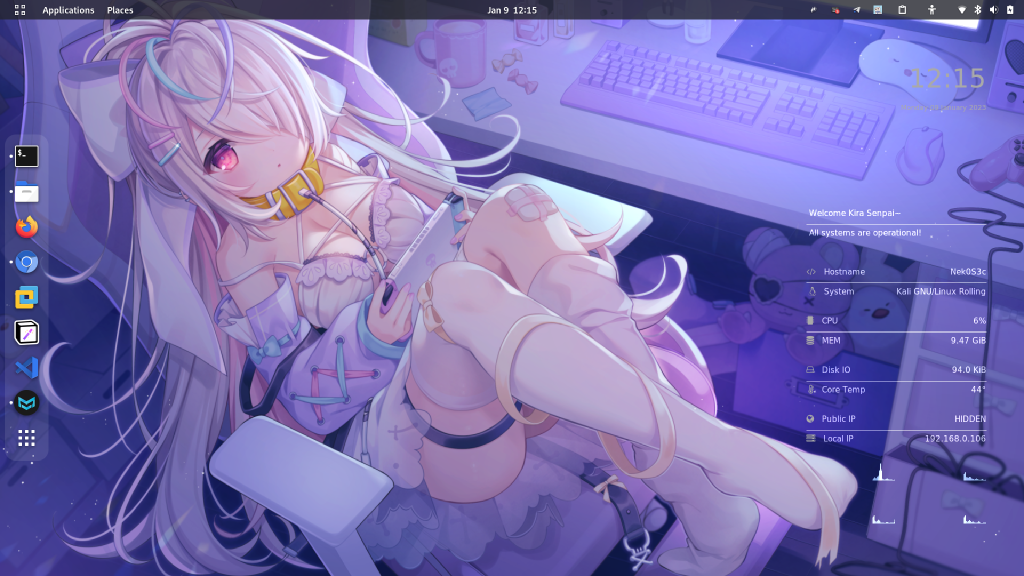 Applications Places
Jan 9 12:15
12:15
Welcome Kira Senpai~
All systems are operational!
Hostname Nek0S3c
System Kali GNU/Linux Rolling
CPU 6%
MEM 9.47 GiB
Disk IO 94.0 KiB
Core Temp 44°
Public IP HIDDEN
Local IP 192.168.0.106